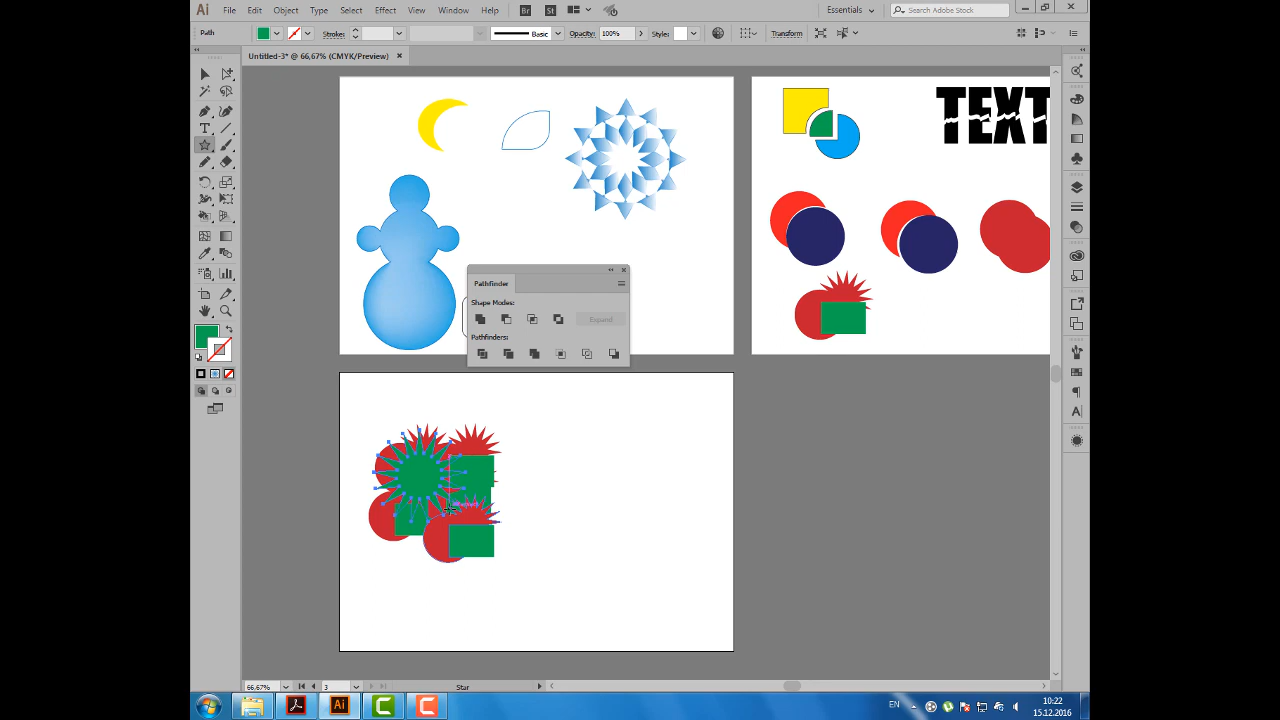 Ai File Edit Object Type Select Effect View Window Help Br St Essentials Search Adobe Stock
Path Strokes: Basic Opacity: 100% Style: Transform
Untitled-3* @ 66,67% (CMYK/Preview)
TEXT
Pathfinder
Shape Modes:
Expand
Pathfinders:
66,67% 3 Star
Ai C C EN 10:22
15.12.2016